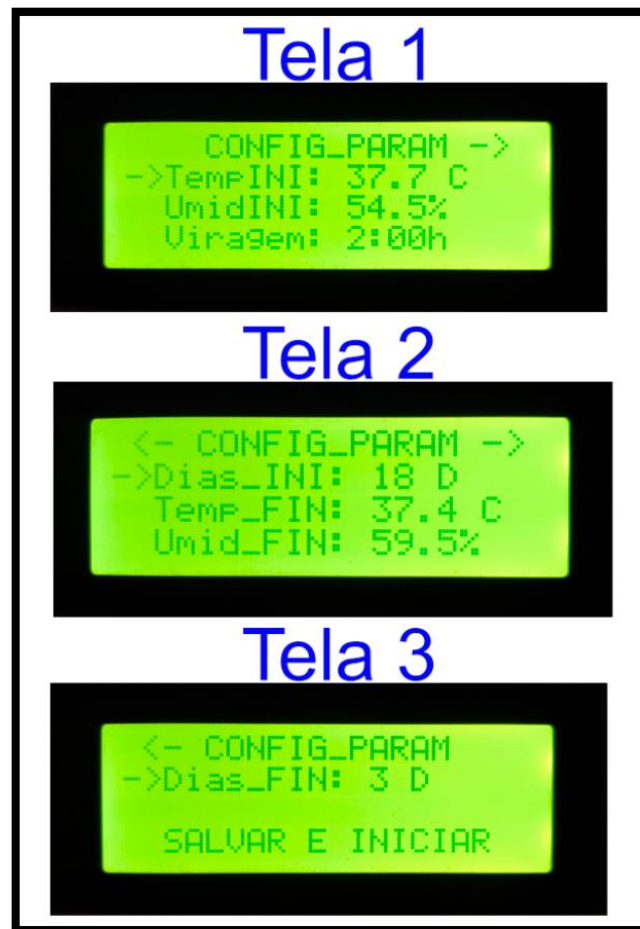 Tela 1
CONFIG_PARAM ->
->TempINI: 37.7 C
UmidINI: 54.5%
Viragem: 2:00h
Tela 2
<- CONFIG_PARAM ->
->Dias_INI: 18 D
Temp_FIN: 37.4 C
Umid_FIN: 59.5%
Tela 3
<- CONFIG_PARAM
->Dias_FIN: 3 D
SALVAR E INICIAR